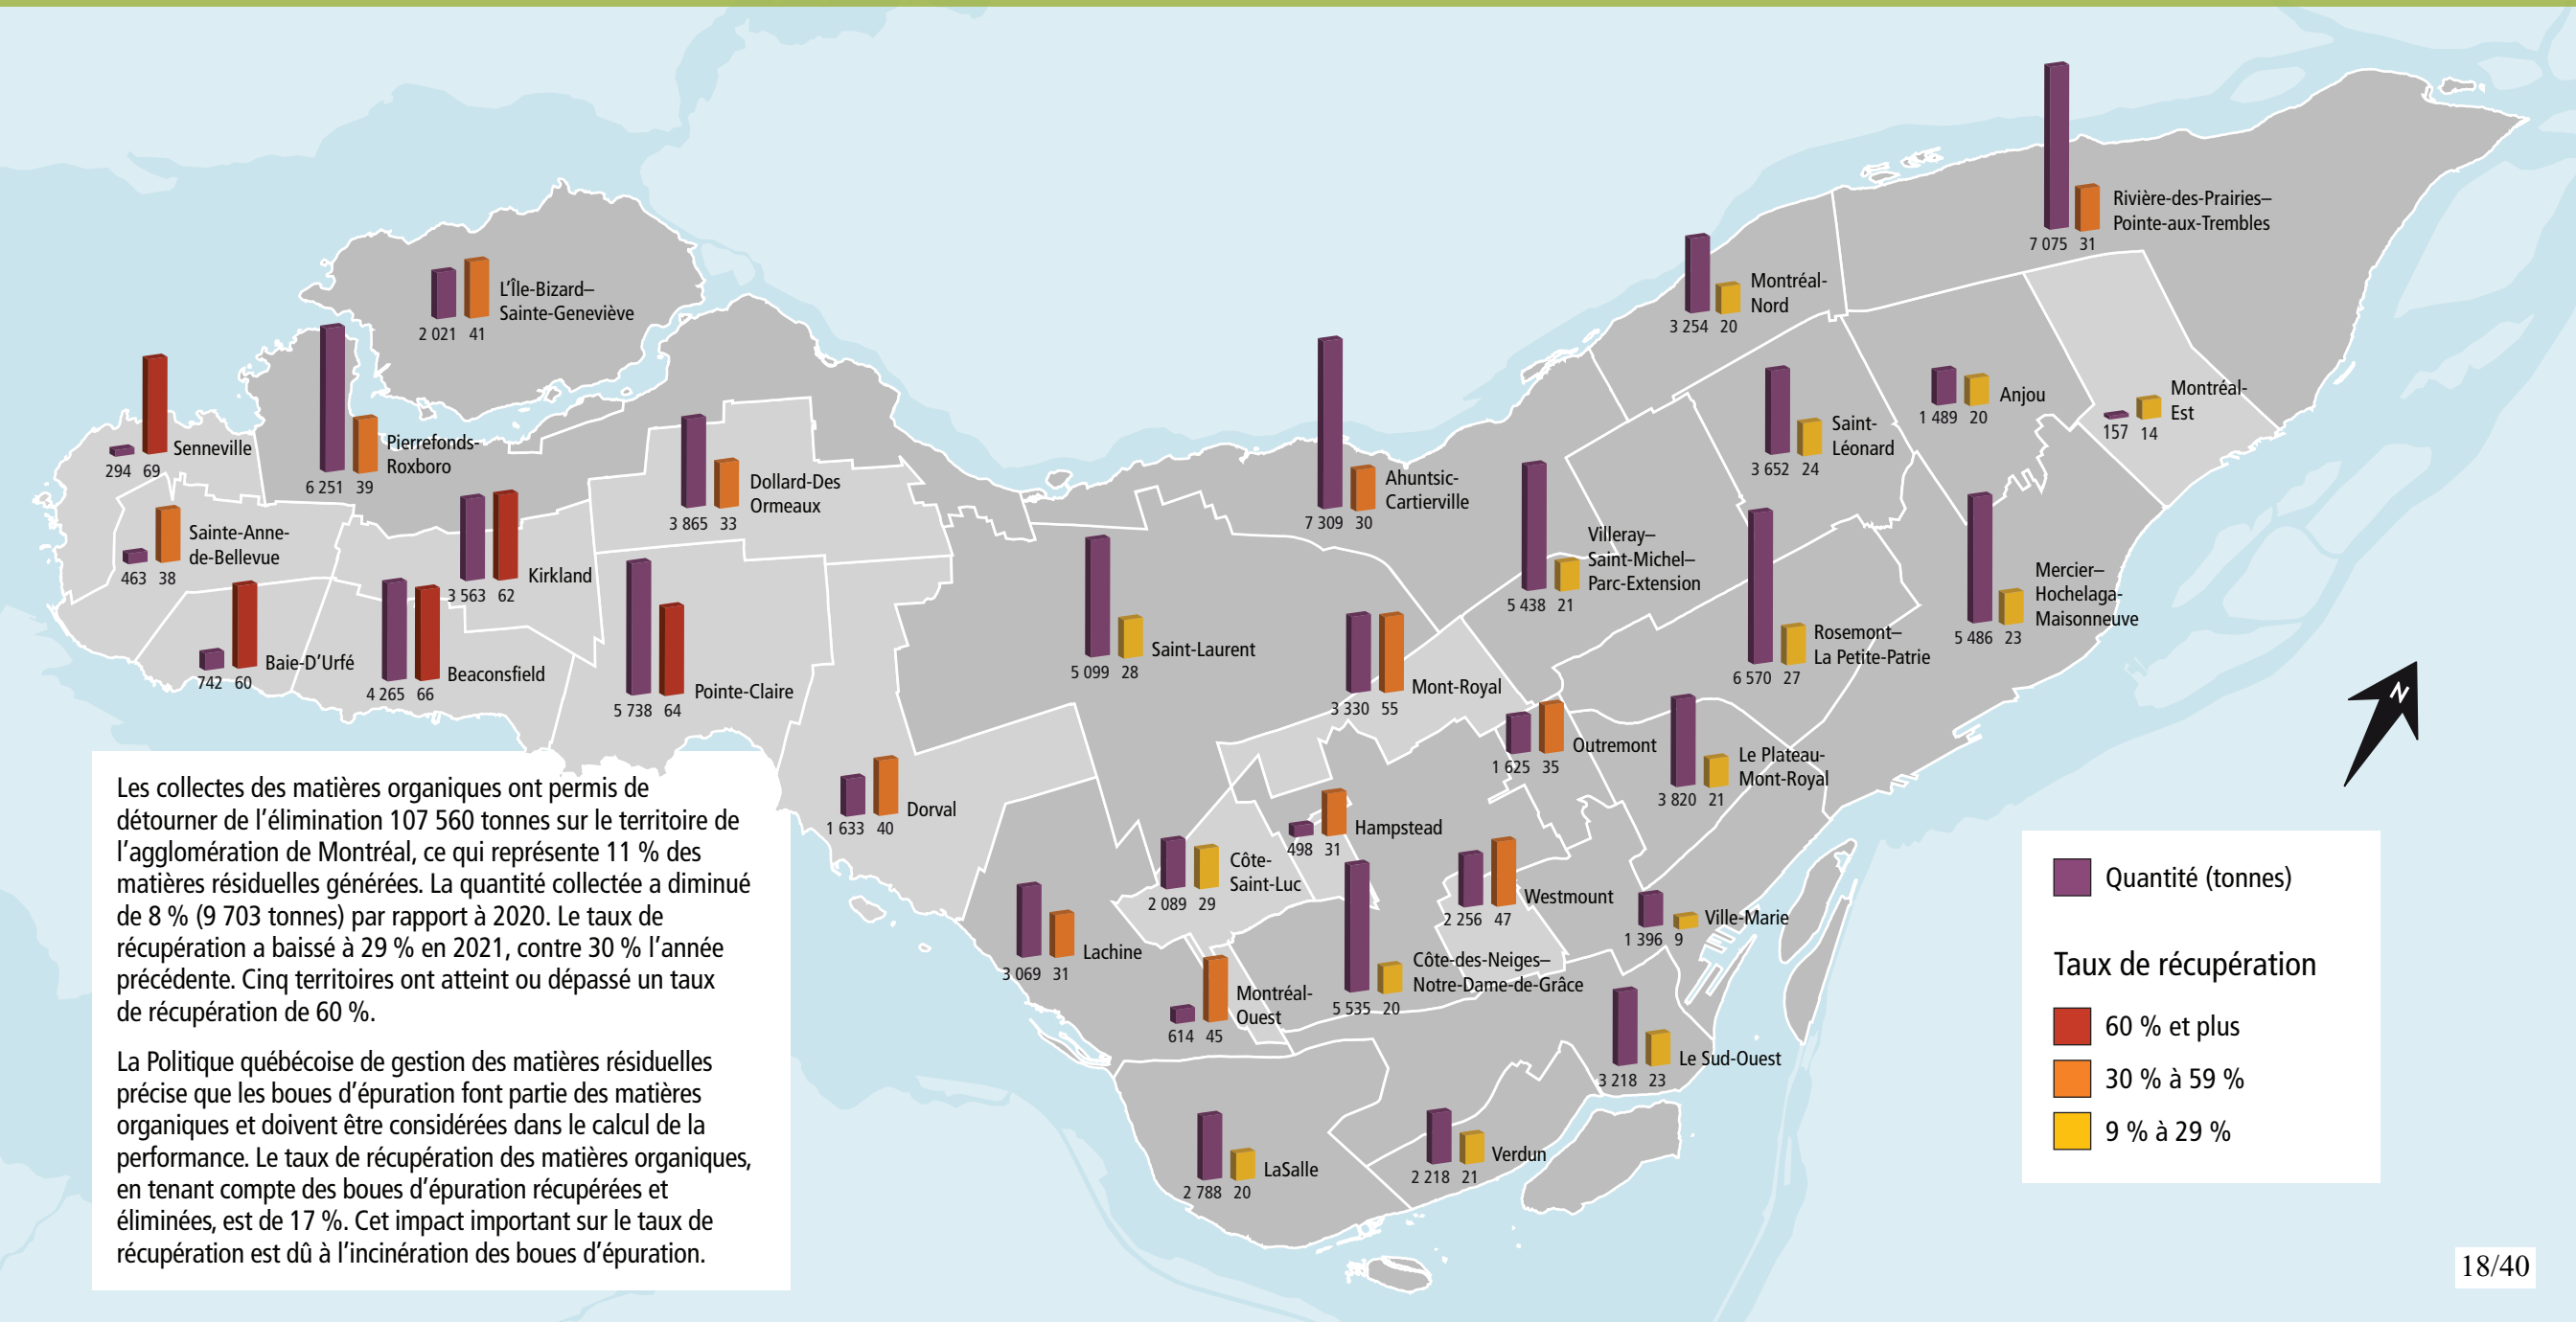 7 075 31
Rivière-des-Prairies–
Pointe-aux-Trembles
L'Île-Bizard–
Sainte-Geneviève
2 021 41
Montréal-
Nord
3 254 20
Senneville
294 69
Pierrefonds-
Roxboro
6 251 39
Dollard-Des
Ormeaux
3 865 33
Ahuntsic-
Cartierville
7 309 30
Saint-
Léonard
3 652 24
Anjou
1 489 20
Montréal-
Est
157 14
Sainte-Anne-
de-Bellevue
463 38
Kirkland
3 563 62
Villeray–
Saint-Michel–
Parc-Extension
5 438 21
Mercier–
Hochelaga-
Maisonneuve
5 486 23
Baie-D'Urfé
742 60
Beaconsfield
4 265 66
Pointe-Claire
5 738 64
Saint-Laurent
5 099 28
Mont-Royal
3 330 55
Rosemont–
La Petite-Patrie
6 570 27
Outremont
1 625 35
Le Plateau-
Mont-Royal
3 820 21
Dorval
1 633 40
Hampstead
498 31
Côte-
Saint-Luc
2 089 29
Westmount
2 256 47
Ville-Marie
1 396 9
Lachine
3 069 31
Côte-des-Neiges–
Notre-Dame-de-Grâce
5 535 20
Montréal-
Ouest
614 45
Le Sud-Ouest
3 218 23
LaSalle
2 788 20
Verdun
2 218 21
N
Les collectes des matières organiques ont permis de
détourner de l'élimination 107 560 tonnes sur le territoire de
l'agglomération de Montréal, ce qui représente 11 % des
matières résiduelles générées. La quantité collectée a diminué
de 8 % (9 703 tonnes) par rapport à 2020. Le taux de
récupération a baissé à 29 % en 2021, contre 30 % l'année
précédente. Cinq territoires ont atteint ou dépassé un taux
de récupération de 60 %.
La Politique québécoise de gestion des matières résiduelles
précise que les boues d'épuration font partie des matières
organiques et doivent être considérées dans le calcul de la
performance. Le taux de récupération des matières organiques,
en tenant compte des boues d'épuration récupérées et
éliminées, est de 17 %. Cet impact important sur le taux de
récupération est dû à l'incinération des boues d'épuration.
Quantité (tonnes)
Taux de récupération
60 % et plus
30 % à 59 %
9 % à 29 %
18/40